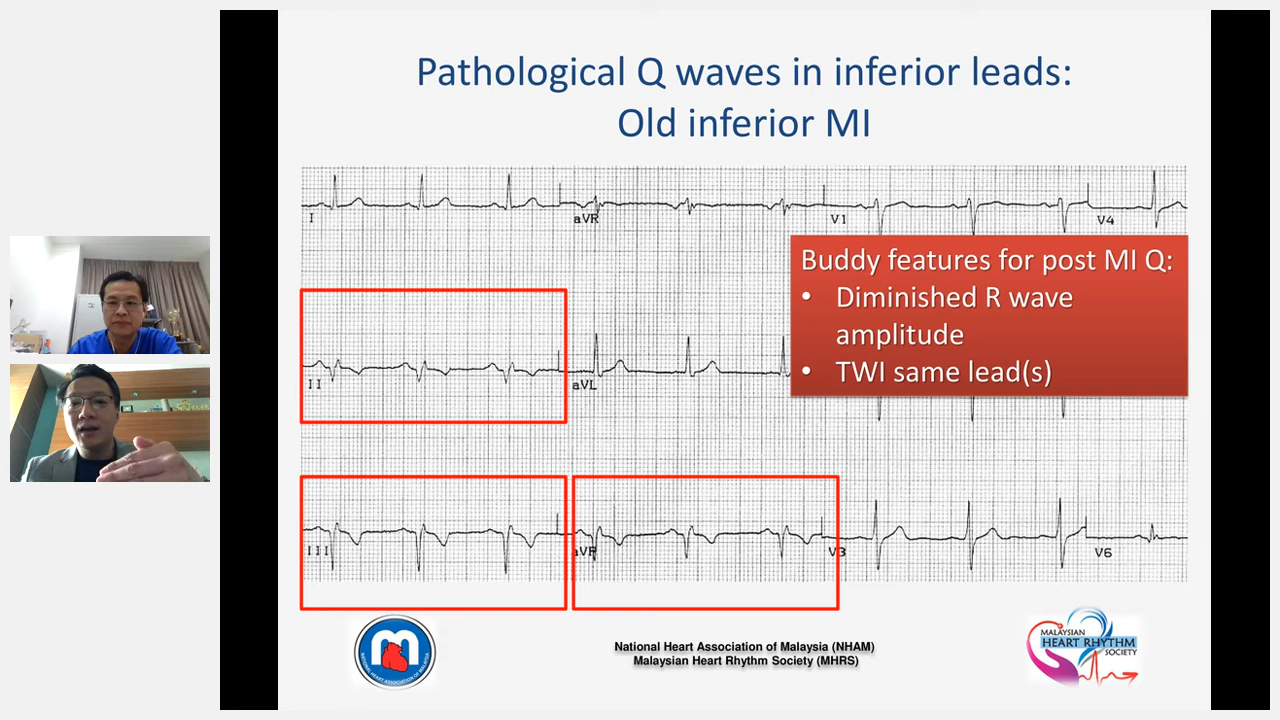 Pathological Q waves in inferior leads:
Old inferior MI
I
aVR
V1
V4
Buddy features for post MI Q:
• Diminished R wave
amplitude
• TWI same lead(s)
II
aVL
III
aVF
V3
V6
National Heart Association of Malaysia (NHAM)
Malaysian Heart Rhythm Society (MHRS)
MALAYSIAN
HEART RHYTHM
SOCIETY